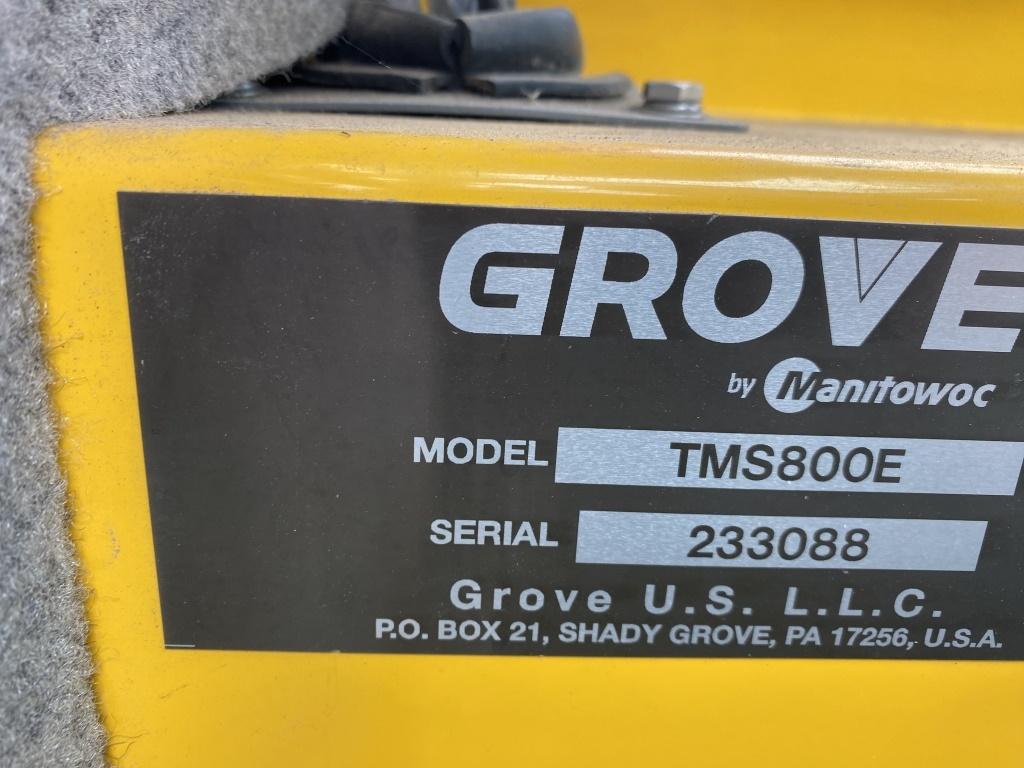 GROVE
by Manitowoc
MODEL TMS800E
SERIAL 233088
Grove U.S. L.L.C.
P.O. BOX 21, SHADY GROVE, PA 17256, U.S.A.